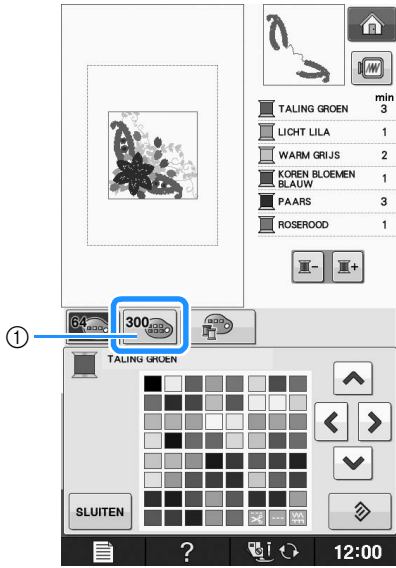 min
TALING GROEN 3
LICHT LILA 1
WARM GRIJS 2
KOREN BLOEMEN
BLAUW 1
PAARS 3
ROSEROOD 1
- +
64 300
①
TALING GROEN
SLUITEN
? 12:00